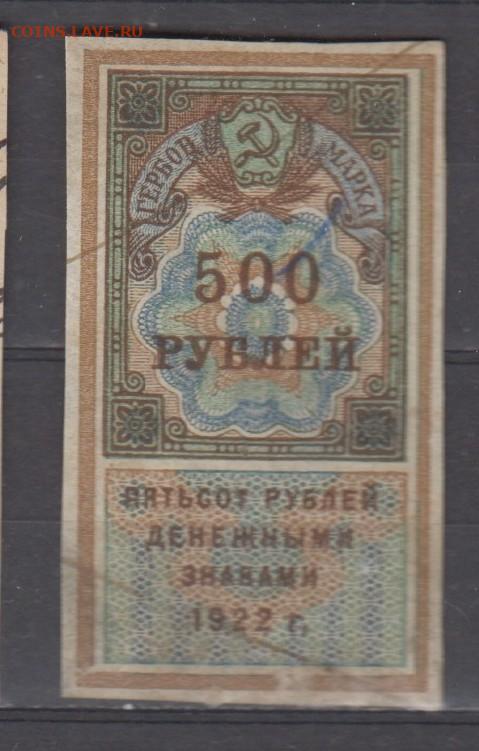 COINS.LAVE.RU
ГЕРБОВ. МАРКА
500
РУБЛЕЙ
ПЯТЬСОТ РУБЛЕЙ
ДЕНЕЖНЫМИ
ЗНАКАМИ
1922 г.